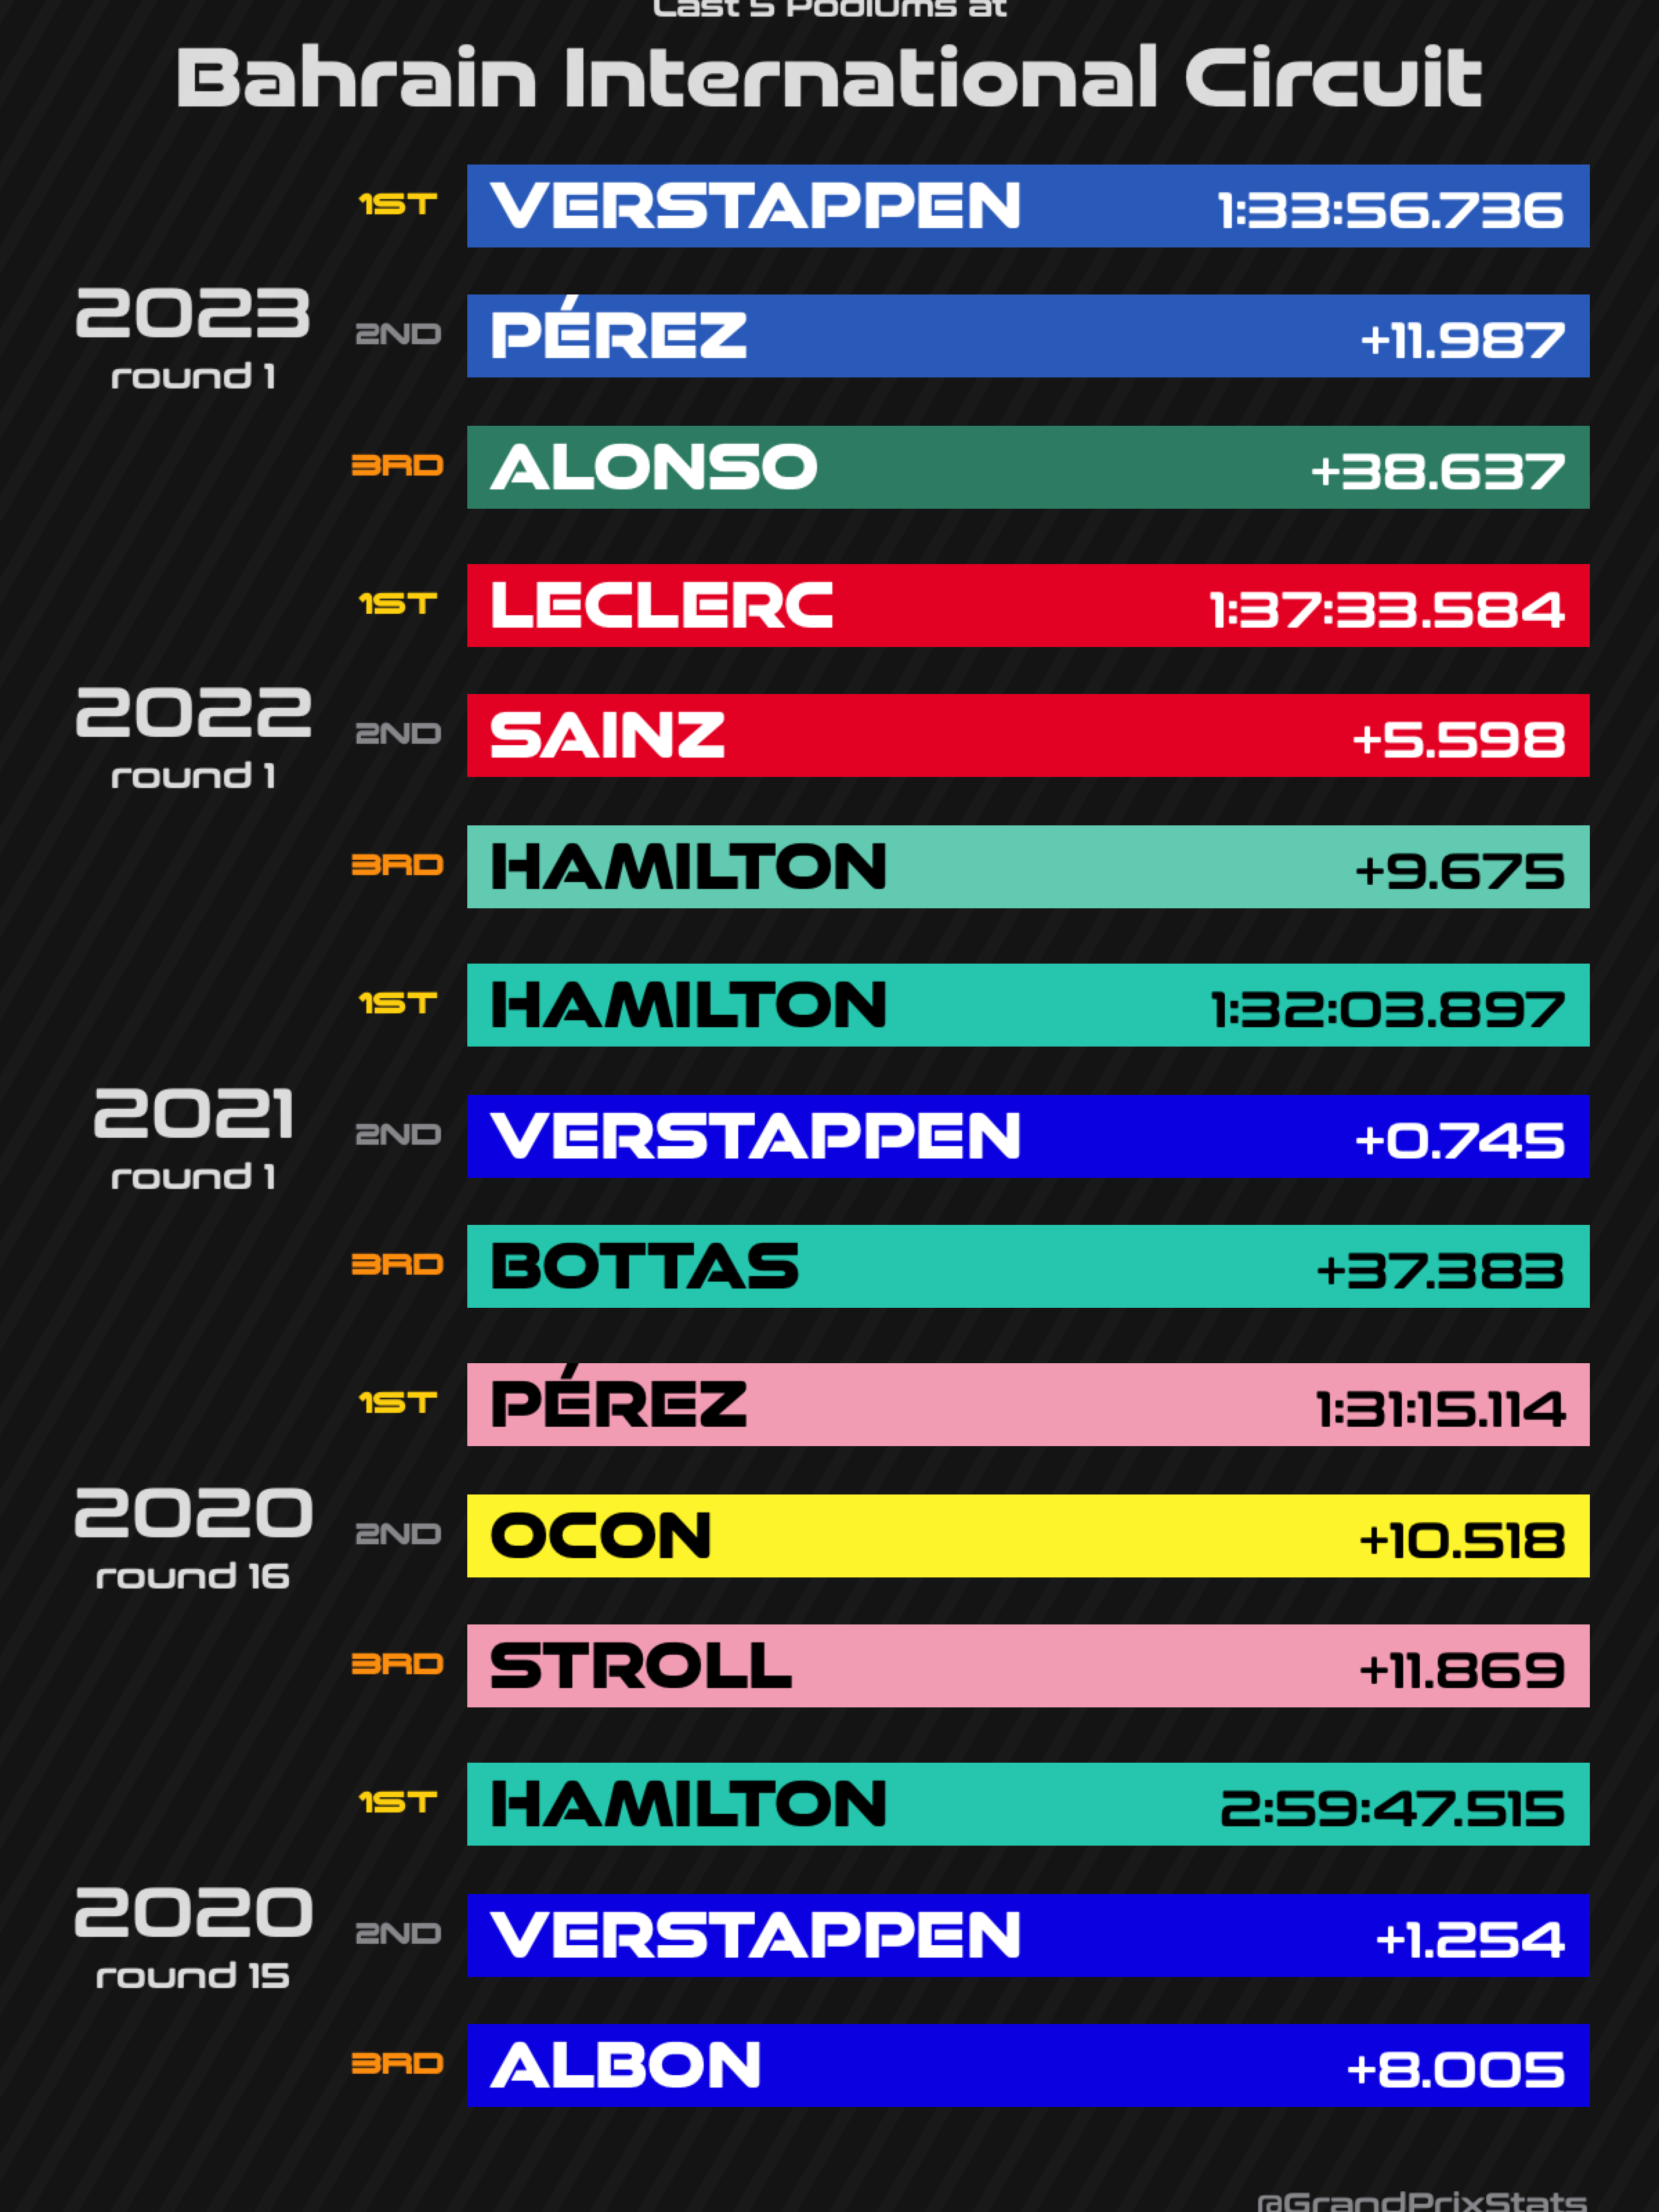 Last 5 Podiums at
Bahrain International Circuit
1ST VERSTAPPEN 1:33:56.736
2023
round 1
2ND PÉREZ +11.987
3RD ALONSO +38.637
1ST LECLERC 1:37:33.584
2022
round 1
2ND SAINZ +5.598
3RD HAMILTON +9.675
1ST HAMILTON 1:32:03.897
2021
round 1
2ND VERSTAPPEN +0.745
3RD BOTTAS +37.383
1ST PÉREZ 1:31:15.114
2020
round 16
2ND OCON +10.518
3RD STROLL +11.869
1ST HAMILTON 2:59:47.515
2020
round 15
2ND VERSTAPPEN +1.254
3RD ALBON +8.005
@GrandPrixStats